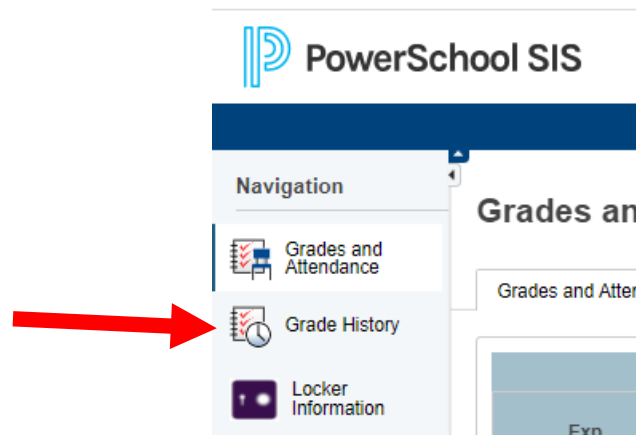 PowerSchool SIS
Navigation
Grades and
Attendance
Grade History
Locker
Information
Grades an
Grades and Atter
Exp